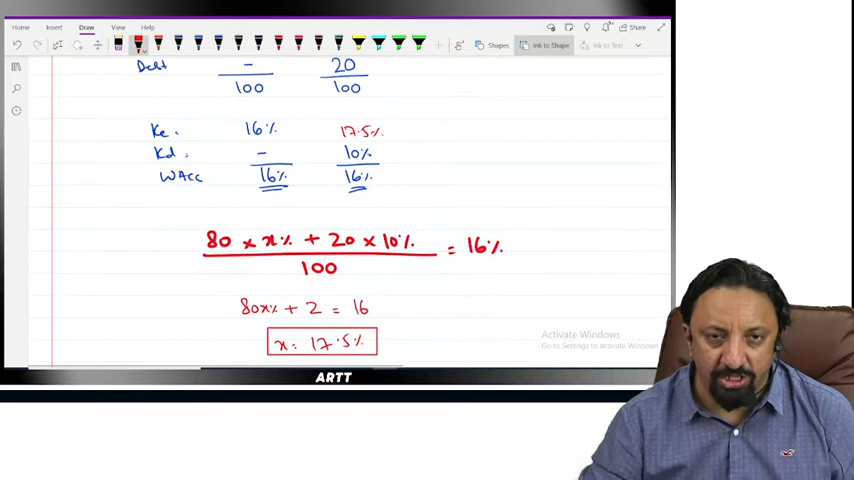 Home Insert Draw View Help
Shapes Ink to Shape Ink to Text
Debt - 20
100 100
Ke. 16% 17.5%
Kd. - 10%
WACC 16% 16%
80 × x% + 20 × 10% = 16%
100
80x% + 2 = 16
x = 17.5%
Activate Windows
Go to Settings to activate Windows.
ARTT